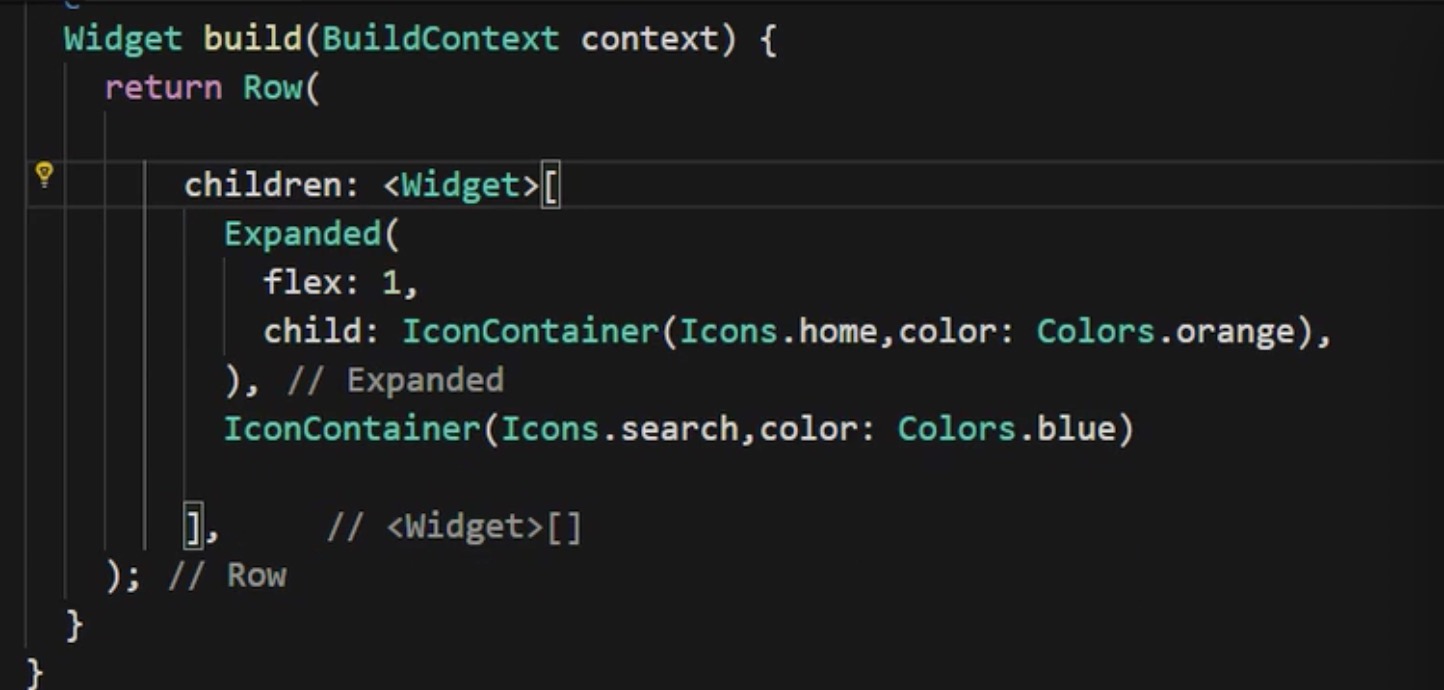 Widget build(BuildContext context) {
return Row(
children: <Widget>[
Expanded(
flex: 1,
child: IconContainer(Icons.home,color: Colors.orange),
), // Expanded
IconContainer(Icons.search,color: Colors.blue)
],     // <Widget>[]
); // Row
}
}